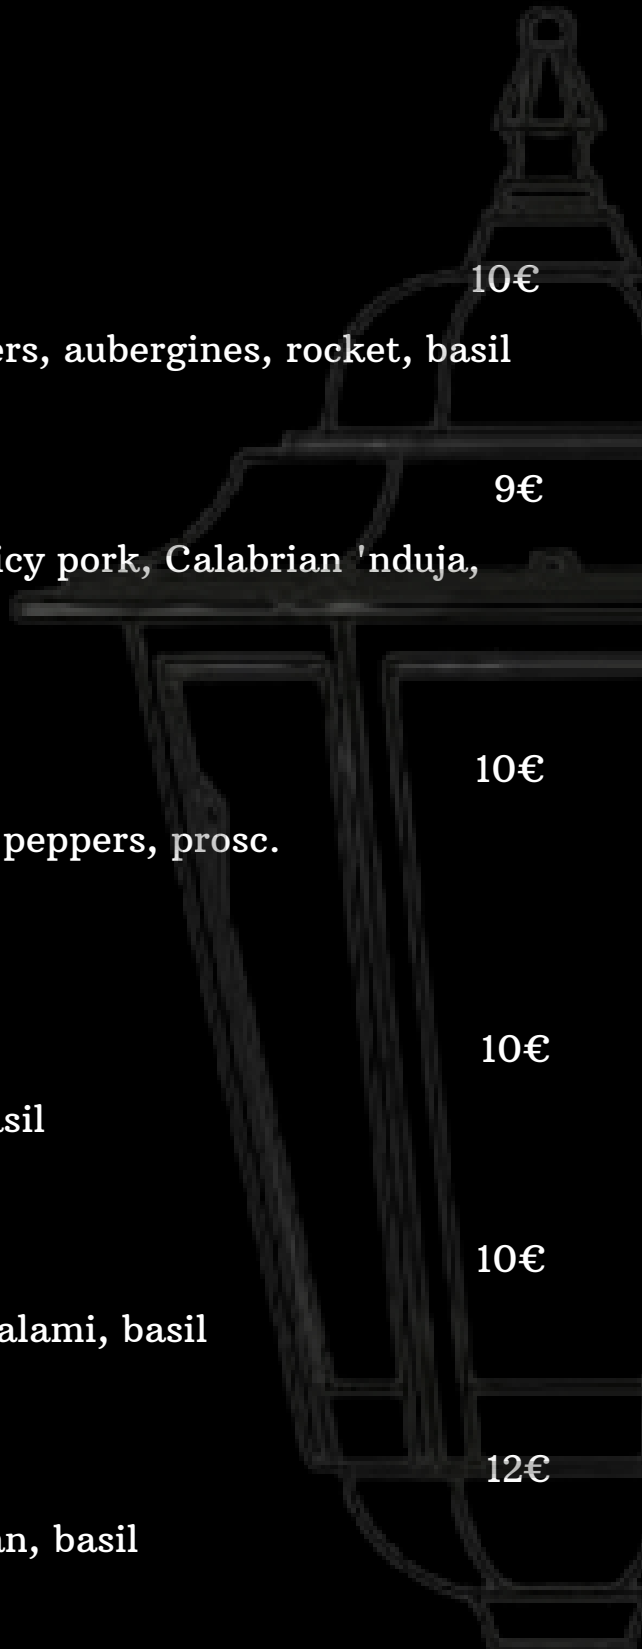 10€
ers, aubergines, rocket, basil
9€
icy pork, Calabrian 'nduja,
10€
peppers, prosc.
10€
asil
10€
alami, basil
12€
an, basil